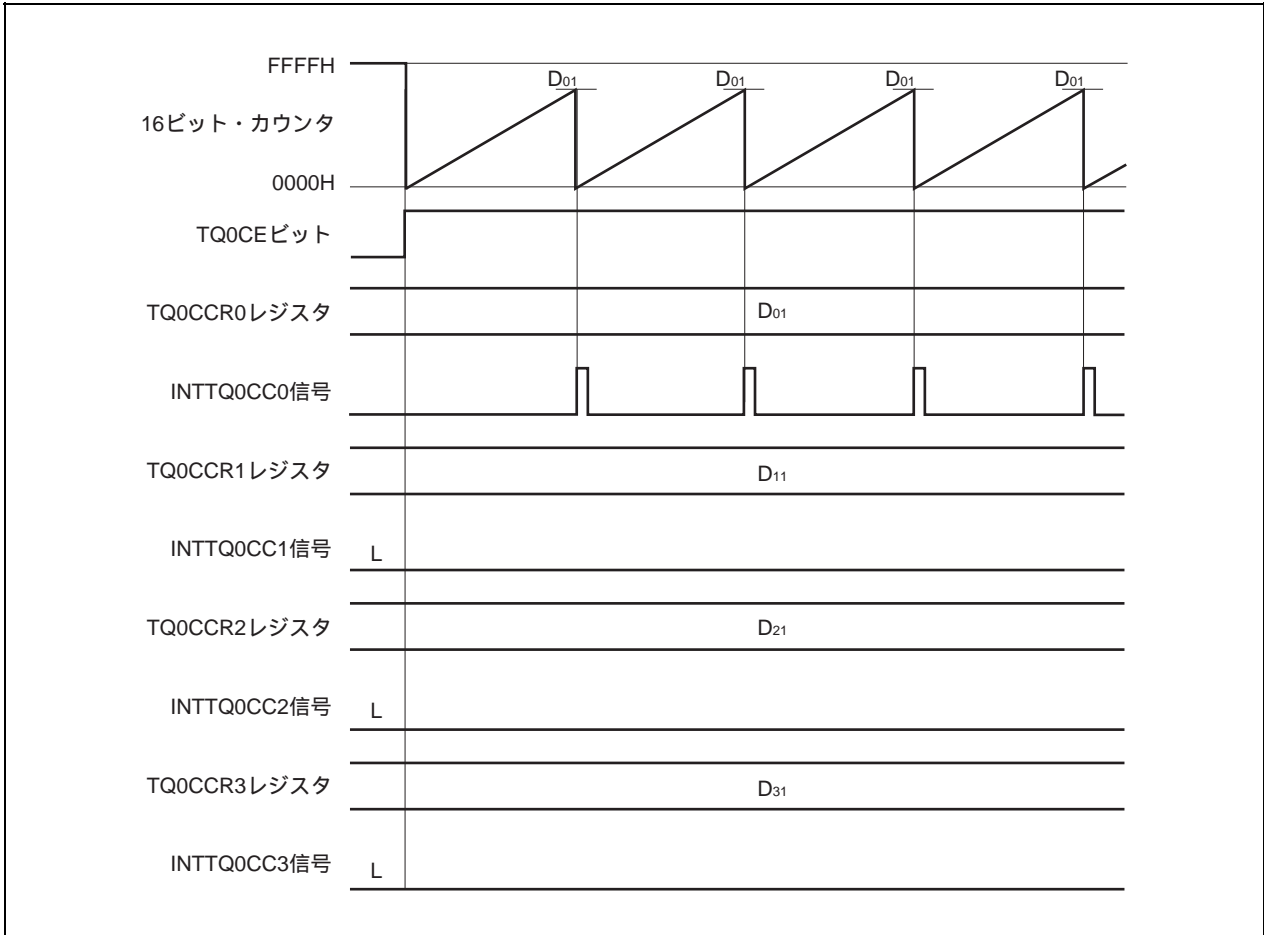 FFFFH
D01 D01 D01 D01
16ビット・カウンタ
0000H
TQ0CEビット
TQ0CCR0レジスタ
D01
INTTQ0CC0信号
TQ0CCR1レジスタ
D11
INTTQ0CC1信号
L
TQ0CCR2レジスタ
D21
INTTQ0CC2信号
L
TQ0CCR3レジスタ
D31
INTTQ0CC3信号
L